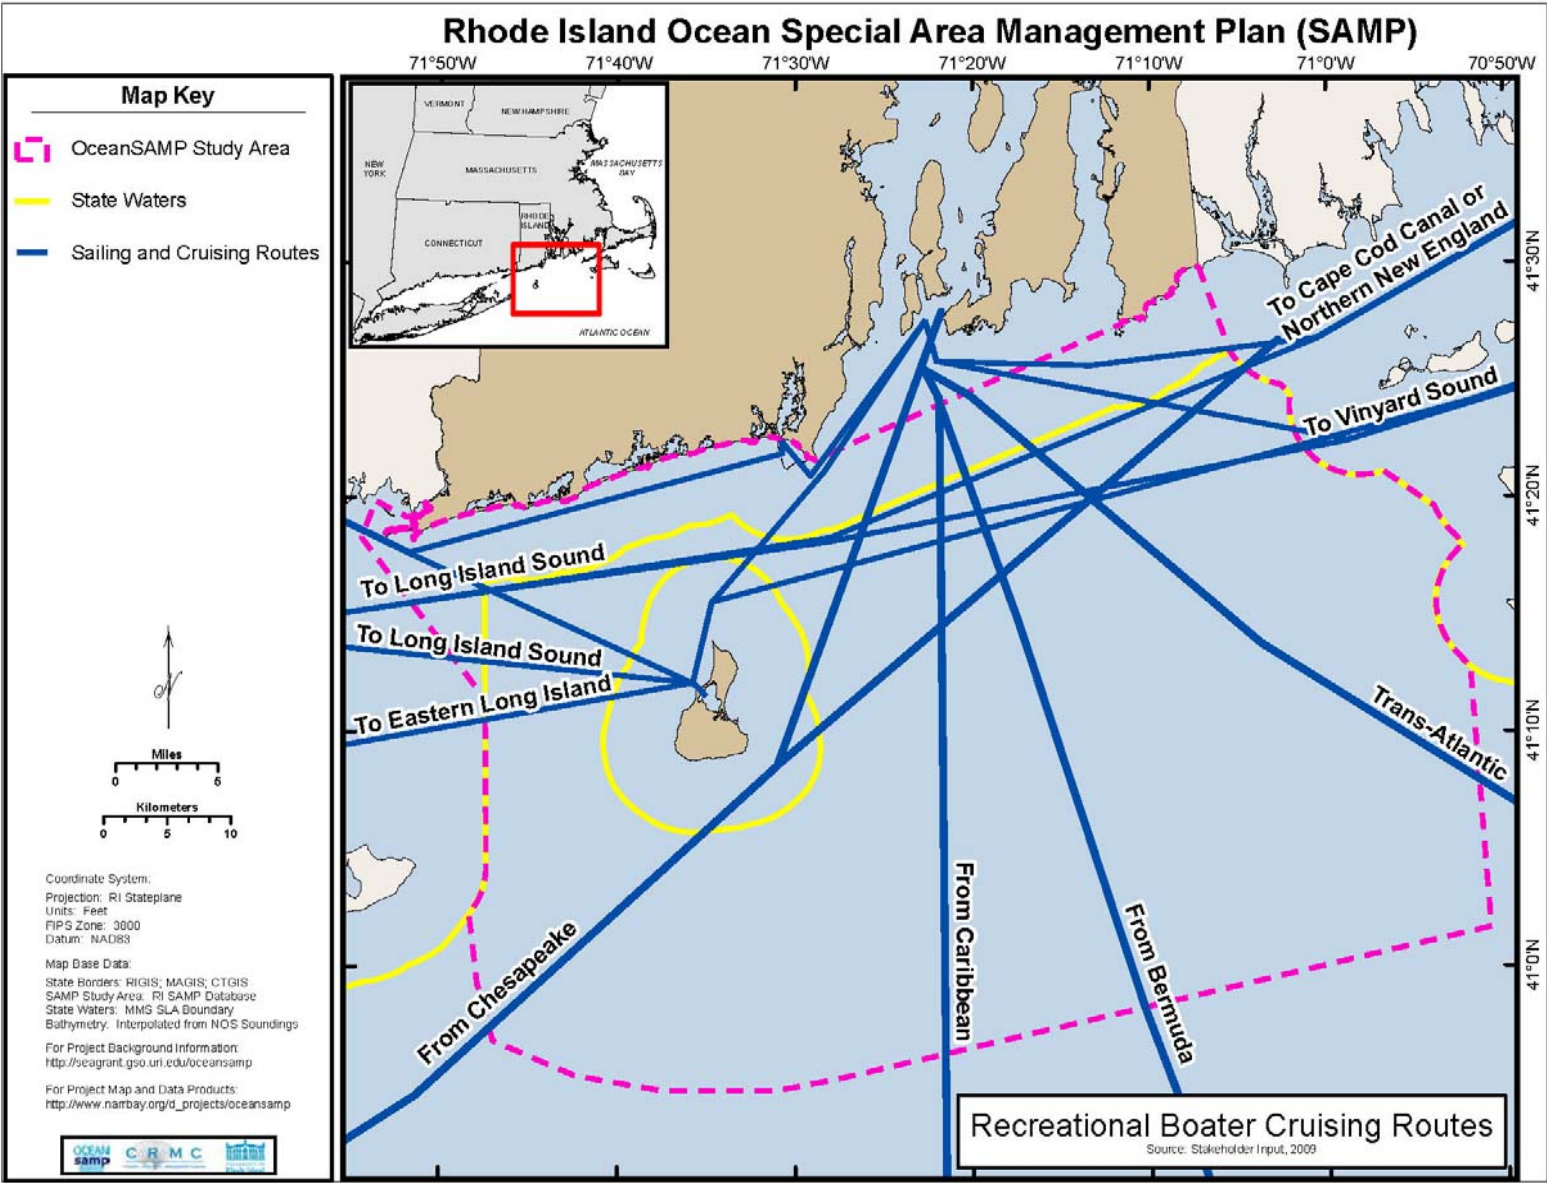 Rhode Island Ocean Special Area Management Plan (SAMP)
71°50'W 71°40'W 71°30'W 71°20'W 71°10'W 71°0'W 70°50'W
Map Key
OceanSAMP Study Area
State Waters
Sailing and Cruising Routes
VERMONT
NEW HAMPSHIRE
NEW
YORK
MASSACHUSETTS
MASSACHUSETTS
BAY
CONNECTICUT
RHODE
ISLAND
ATLANTIC OCEAN
To Cape Cod Canal or
Northern New England
To Vinyard Sound
To Long Island Sound
To Long Island Sound
To Eastern Long Island
Trans-Atlantic
From Chesapeake
From Caribbean
From Bermuda
41°30'N
41°20'N
41°10'N
41°0'N
N
Miles
0 5
Kilometers
0 5 10
Coordinate System:
Projection: RI Stateplane
Units: Feet
FIPS Zone: 3800
Datum: NAD83
Map Base Data:
State Borders: RIGIS; MAGIS; CTGIS
SAMP Study Area: RI SAMP Database
State Waters: MMS SLA Boundary
Bathymetry: Interpolated from NOS Soundings
For Project Background Information:
http://seagrant.gso.uri.edu/oceansamp
For Project Map and Data Products:
http://www.narrbay.org/d_projects/oceansamp
OCEAN
samp
CRMC
Recreational Boater Cruising Routes
Source: Stakeholder Input, 2009